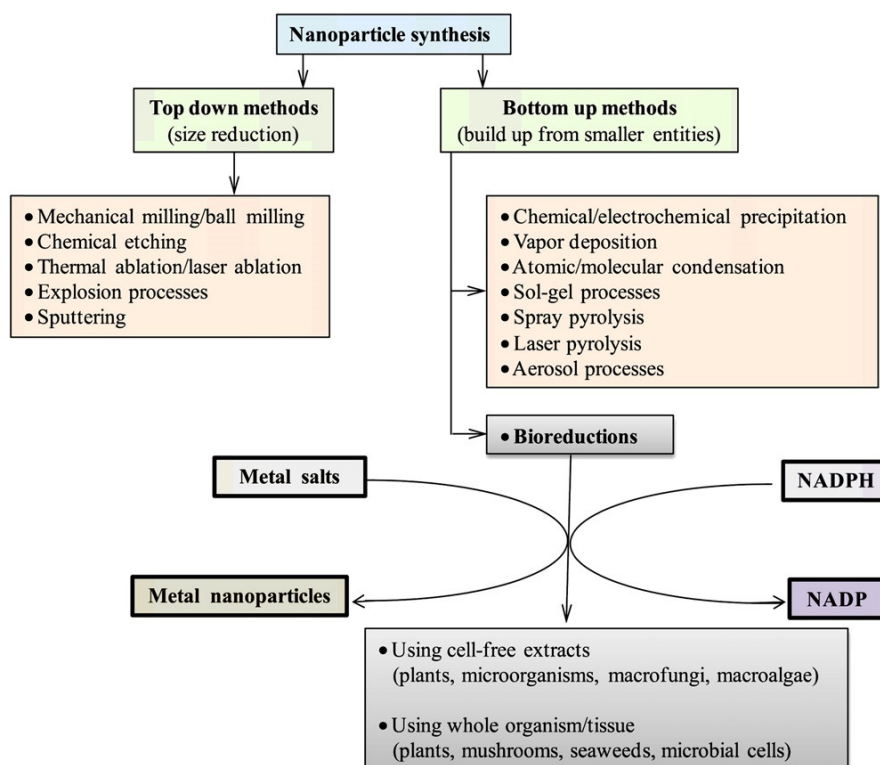 Nanoparticle synthesis
Top down methods
(size reduction)
Bottom up methods
(build up from smaller entities)
• Mechanical milling/ball milling
• Chemical etching
• Thermal ablation/laser ablation
• Explosion processes
• Sputtering
• Chemical/electrochemical precipitation
• Vapor deposition
• Atomic/molecular condensation
• Sol-gel processes
• Spray pyrolysis
• Laser pyrolysis
• Aerosol processes
• Bioreductions
Metal salts
NADPH
Metal nanoparticles
NADP
• Using cell-free extracts
(plants, microorganisms, macrofungi, macroalgae)
• Using whole organism/tissue
(plants, mushrooms, seaweeds, microbial cells)